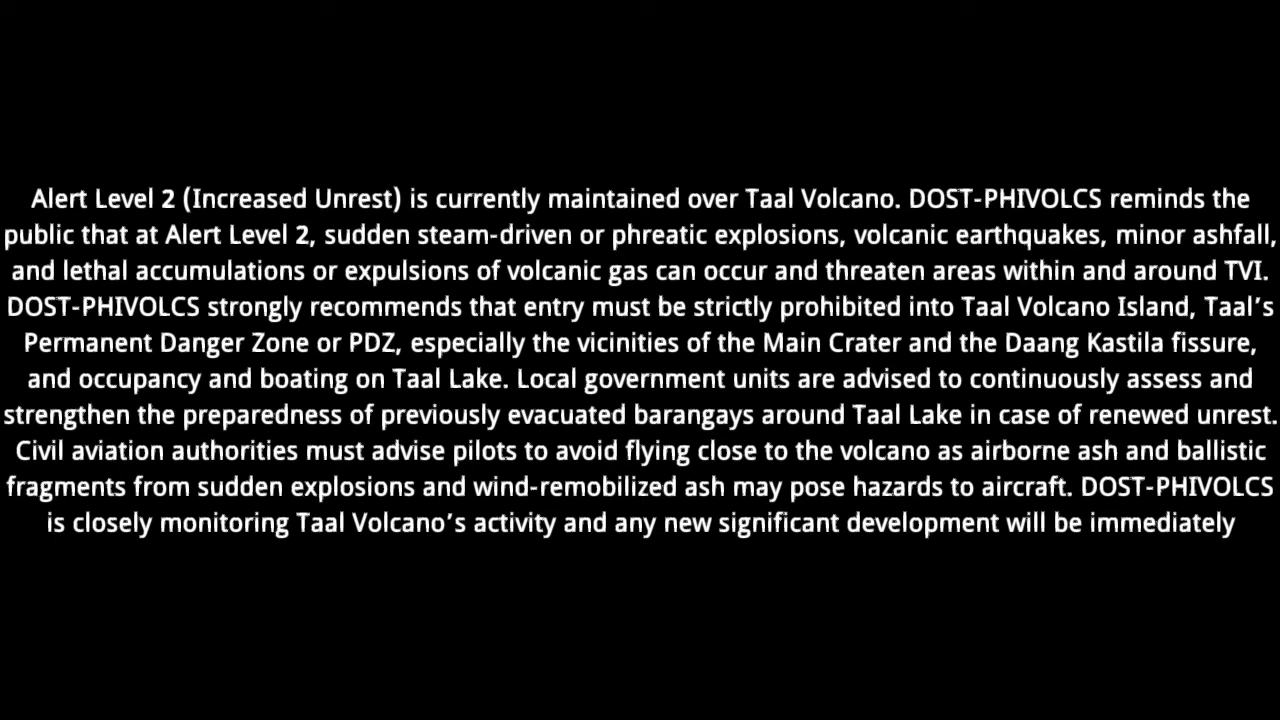 Alert Level 2 (Increased Unrest) is currently maintained over Taal Volcano. DOST-PHIVOLCS reminds the
public that at Alert Level 2, sudden steam-driven or phreatic explosions, volcanic earthquakes, minor ashfall,
and lethal accumulations or expulsions of volcanic gas can occur and threaten areas within and around TVI.
DOST-PHIVOLCS strongly recommends that entry must be strictly prohibited into Taal Volcano Island, Taal’s
Permanent Danger Zone or PDZ, especially the vicinities of the Main Crater and the Daang Kastila fissure,
and occupancy and boating on Taal Lake. Local government units are advised to continuously assess and
strengthen the preparedness of previously evacuated barangays around Taal Lake in case of renewed unrest.
Civil aviation authorities must advise pilots to avoid flying close to the volcano as airborne ash and ballistic
fragments from sudden explosions and wind-remobilized ash may pose hazards to aircraft. DOST-PHIVOLCS
is closely monitoring Taal Volcano’s activity and any new significant development will be immediately